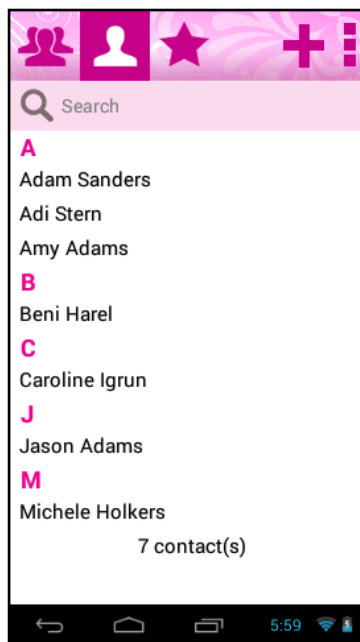 Search
A
Adam Sanders
Adi Stern
Amy Adams
B
Beni Harel
C
Caroline Igrun
J
Jason Adams
M
Michele Holkers
7 contact(s)
5:59